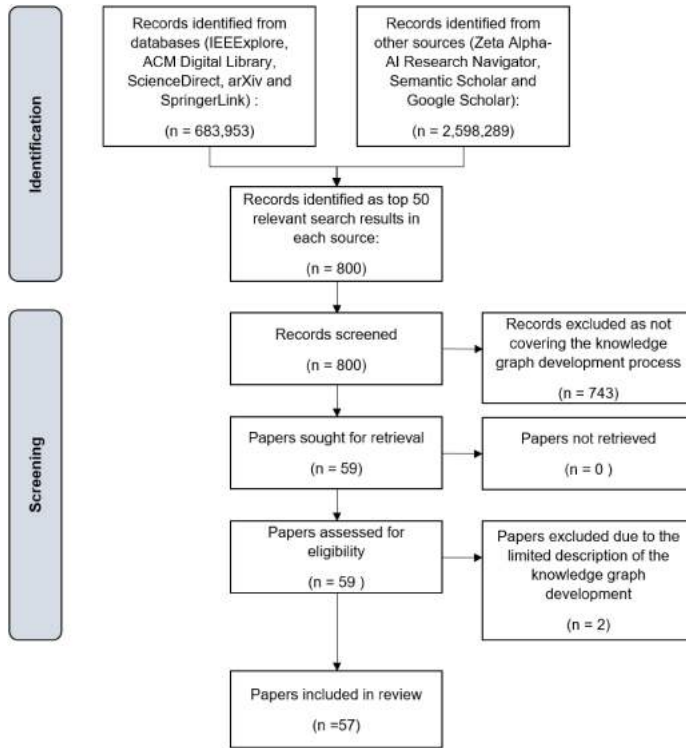 Identification
Records identified from
databases (IEEExplore,
ACM Digital Library,
ScienceDirect, arXiv and
SpringerLink) :
(n = 683,953)
Records identified from
other sources (Zeta Alpha-
AI Research Navigator,
Semantic Scholar and
Google Scholar):
(n = 2,598,289)
Records identified as top 50
relevant search results in
each source:
(n = 800)
Screening
Records screened
(n = 800)
Records excluded as not
covering the knowledge
graph development process
(n = 743)
Papers sought for retrieval
(n = 59)
Papers not retrieved
(n = 0 )
Papers assessed for
eligibility
(n = 59 )
Papers excluded due to the
limited description of the
knowledge graph
development
(n = 2)
Papers included in review
(n =57)